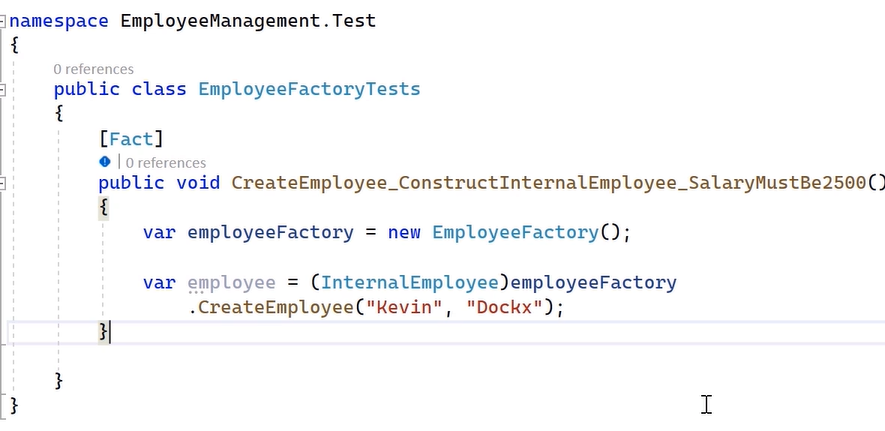 namespace EmployeeManagement.Test
{
0 references
public class EmployeeFactoryTests
{
[Fact]
| 0 references
public void CreateEmployee_ConstructInternalEmployee_SalaryMustBe2500()
{
var employeeFactory = new EmployeeFactory();
var employee = (InternalEmployee)employeeFactory
.CreateEmployee("Kevin", "Dockx");
}
}
}